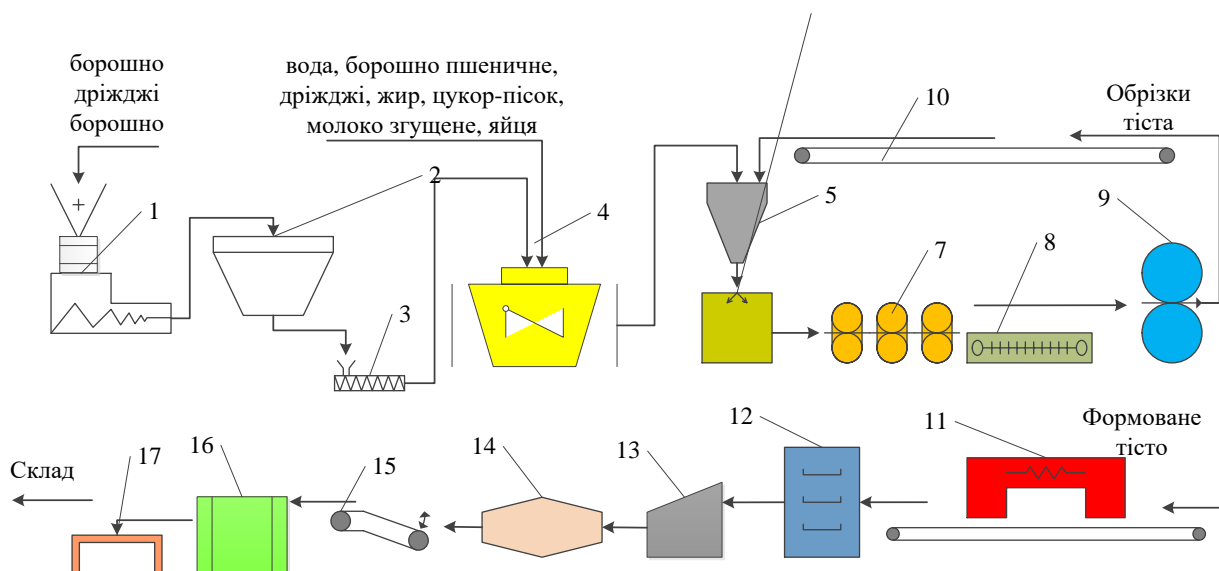 борошно
дріжджі
борошно
вода, борошно пшеничне,
дріжджі, жир, цукор-пісок,
молоко згущене, яйця
10
Обрізки
тіста
+
1
2
3
4
5
7
8
9
Формоване
тісто
11
12
13
14
15
16
17
Склад